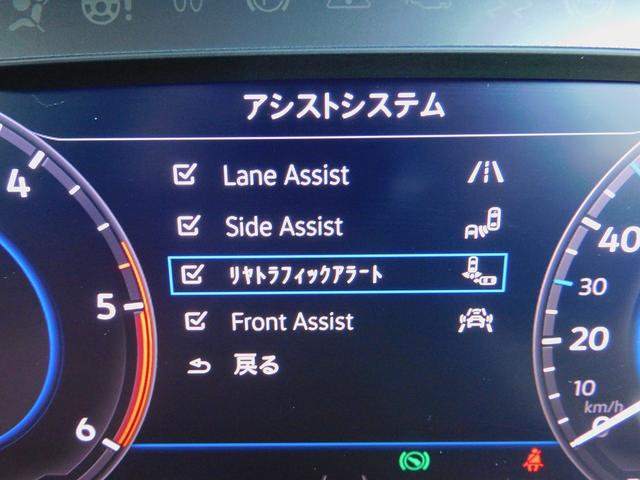 アシストシステム
Lane Assist
Side Assist
リヤトラフィックアラート
Front Assist
戻る
4
5
6
40
30
20
10
km/h
0